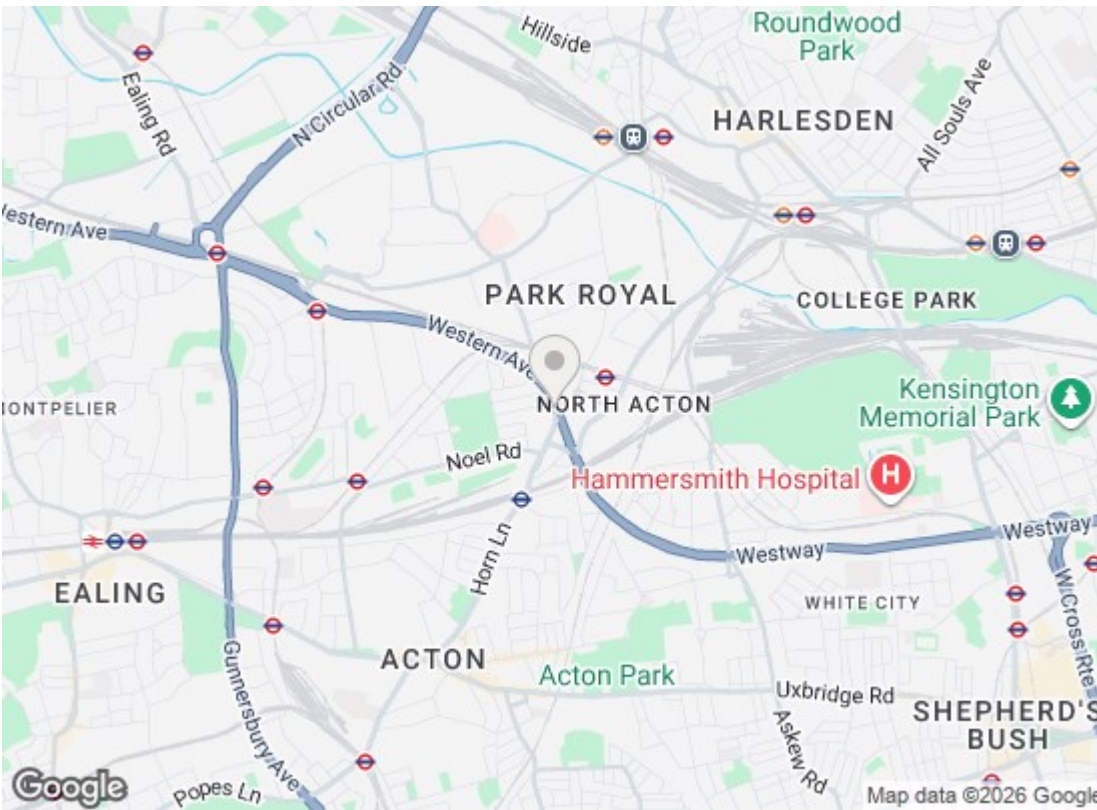 Roundwood
Park
Hillside
Ealing Rd
N Circular Rd
HARLESDEN
All Souls Ave
Western Ave
PARK ROYAL
COLLEGE PARK
Western Ave
MONTPELIER
NORTH ACTON
Kensington
Memorial Park
Noel Rd
Hammersmith Hospital
H
Horn Ln
Westway
Westway
EALING
WHITE CITY
W Cross Rte
ACTON
Acton Park
Gunnersbury Ave
Uxbridge Rd
Askew Rd
SHEPHERD'S
BUSH
Popes Ln
Google
Map data ©2026 Google